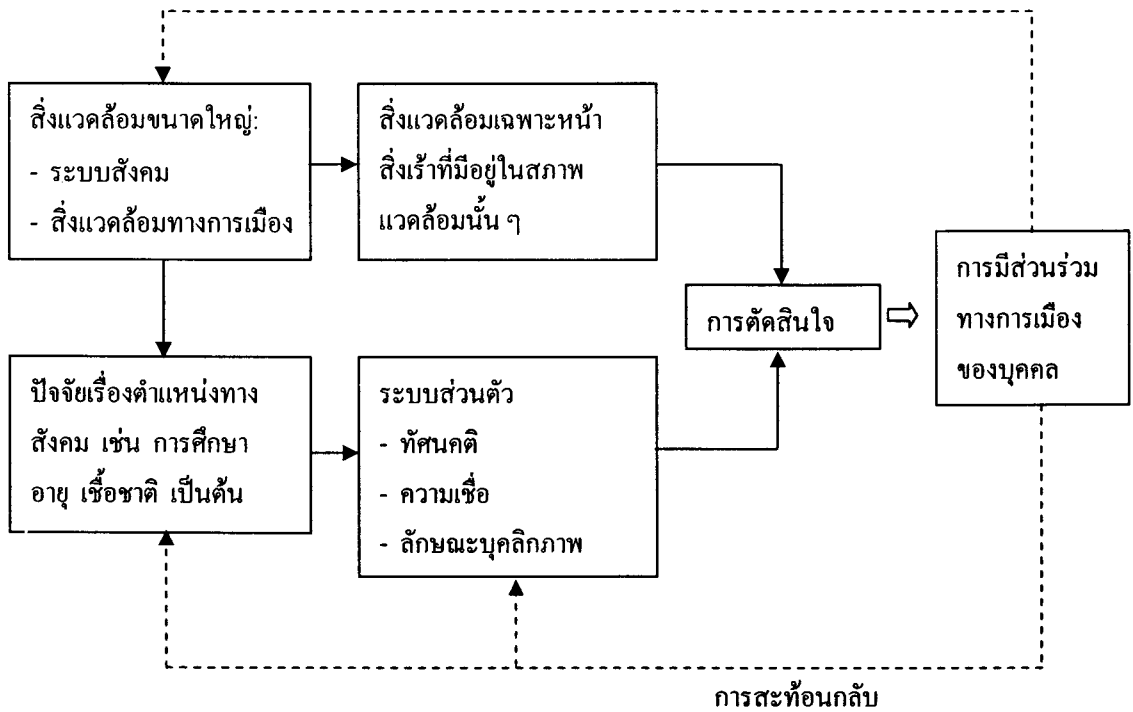 สิ่งแวดล้อมขนาดใหญ่:
- ระบบสังคม
- สิ่งแวดล้อมทางการเมือง
สิ่งแวดล้อมเฉพาะหน้า
สิ่งเร้าที่มีอยู่ในสภาพ
แวดล้อมนั้น ๆ
ปัจจัยเรื่องตำแหน่งทาง
สังคม เช่น การศึกษา
อายุ เชื้อชาติ เป็นต้น
ระบบส่วนตัว
- ทัศนคติ
- ความเชื่อ
- ลักษณะบุคลิกภาพ
การตัดสินใจ
การมีส่วนร่วม
ทางการเมือง
ของบุคคล
การสะท้อนกลับ